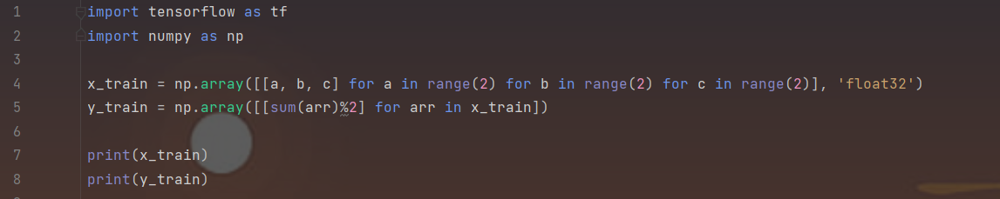 1 import tensorflow as tf
2 import numpy as np
3
4 x_train = np.array([[a, b, c] for a in range(2) for b in range(2) for c in range(2)], 'float32')
5 y_train = np.array([[sum(arr)%2] for arr in x_train])
6
7 print(x_train)
8 print(y_train)